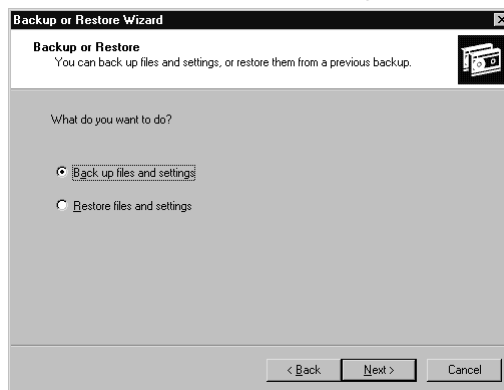 Backup or Restore Wizard
Backup or Restore
You can back up files and settings, or restore them from a previous backup.
What do you want to do?
Back up files and settings
Restore files and settings
< Back
Next >
Cancel